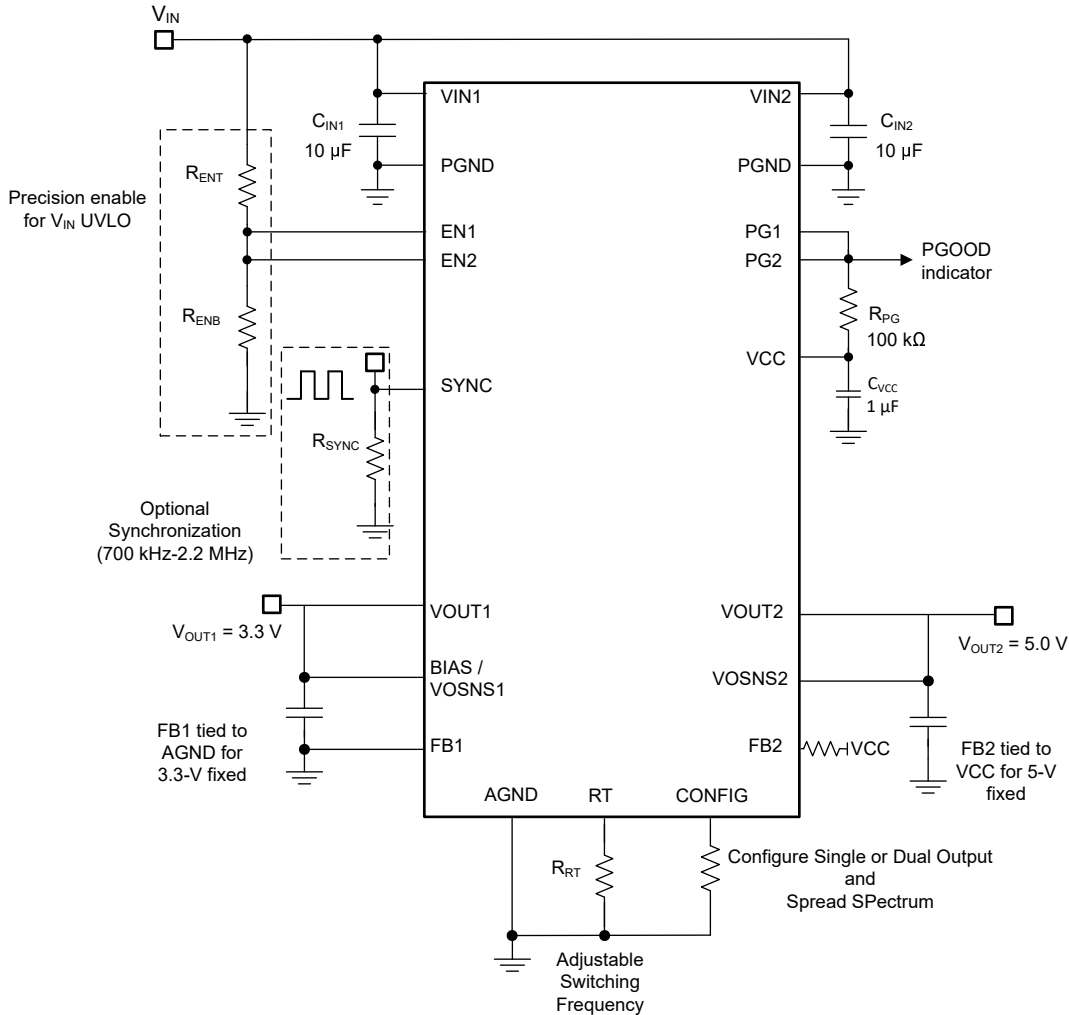 VIN
VIN1
VIN2
CIN1
10 µF
CIN2
10 µF
PGND
PGND
RENT
Precision enable
for VIN UVLO
EN1
EN2
PG1
PG2
PGOOD
indicator
RENB
RPG
100 kΩ
VCC
SYNC
CVCC
1 µF
RSYNC
Optional
Synchronization
(700 kHz-2.2 MHz)
VOUT1
VOUT2
VOUT1 = 3.3 V
VOUT2 = 5.0 V
BIAS /
VOSNS1
VOSNS2
FB1 tied to
AGND for
3.3-V fixed
FB1
FB2
VCC
FB2 tied to
VCC for 5-V
fixed
AGND
RT
CONFIG
RRT
Configure Single or Dual Output
and
Spread SPectrum
Adjustable
Switching
Frequency